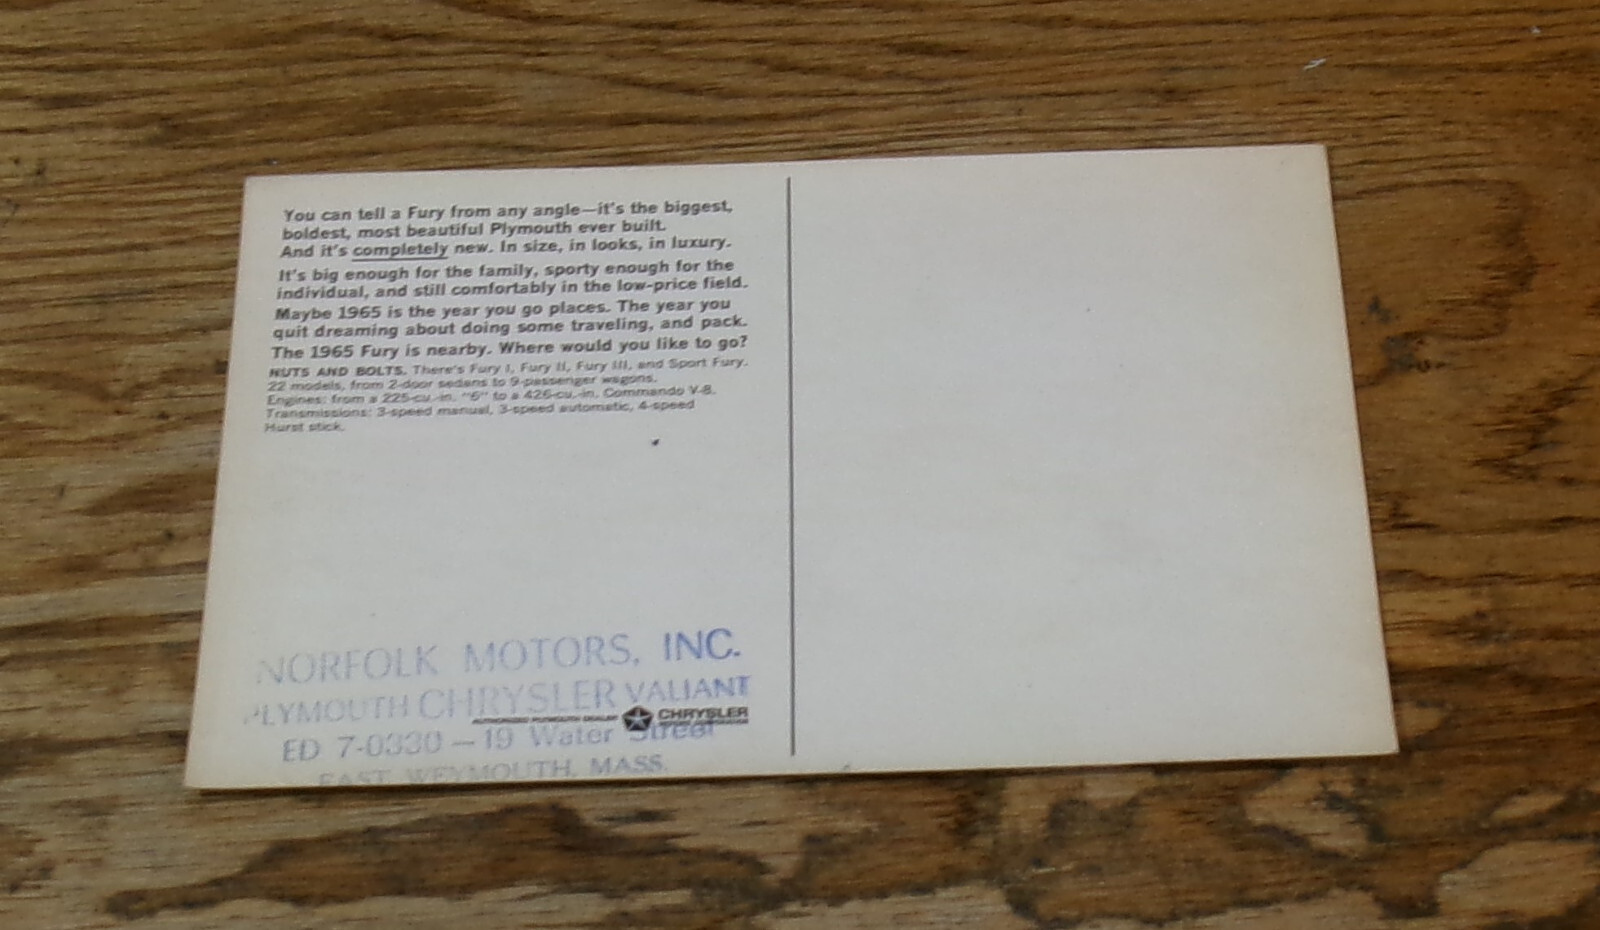 You can tell a Fury from any angle—it's the biggest,
boldest, most beautiful Plymouth ever built.
And it's completely new. In size, in looks, in luxury.
It's big enough for the family, sporty enough for the
individual, and still comfortably in the low-price field.
Maybe 1965 is the year you go places. The year you
quit dreaming about doing some traveling, and pack.
The 1965 Fury is nearby. Where would you like to go?
NUTS AND BOLTS. There's Fury I, Fury II, Fury III, and Sport Fury.
22 models, from 2-door sedans to 9-passenger wagons.
Engines: from a 225-cu.-in. "6" to a 426-cu.-in. Commando V-8.
Transmissions: 3-speed manual, 3-speed automatic, 4-speed
Hurst stick.
NORFOLK MOTORS, INC.
PLYMOUTH CHRYSLER VALIANT
AUTHORIZED PLYMOUTH DEALER CHRYSLER
MOTORS CORPORATION
ED 7-0330 — 19 Water Street
EAST WEYMOUTH, MASS.